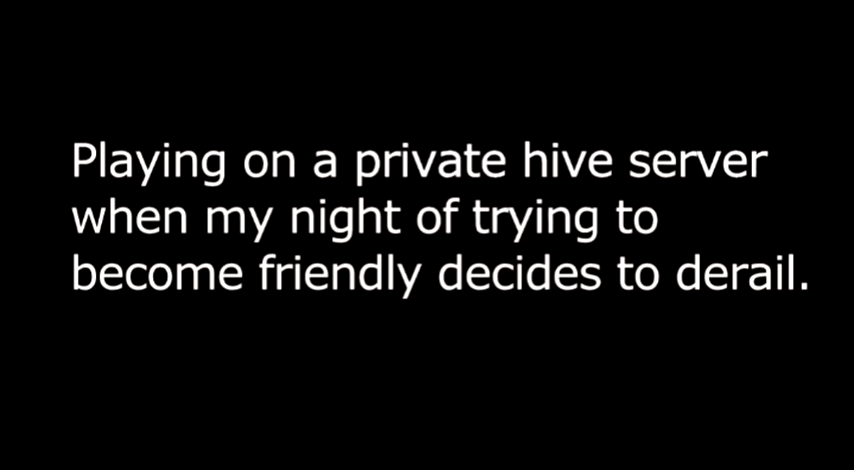 Playing on a private hive server
when my night of trying to
become friendly decides to derail.